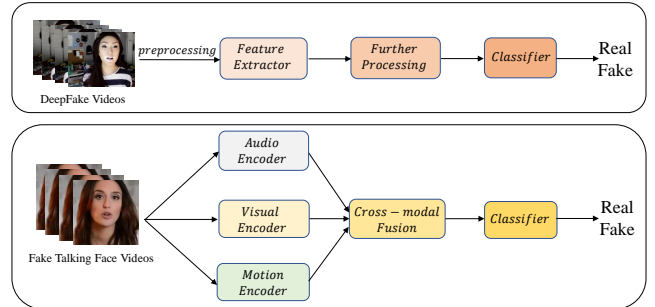 preprocessing
Feature
Extractor
Further
Processing
Classifier
Real
Fake
DeepFake Videos
Audio
Encoder
Visual
Encoder
Motion
Encoder
Cross-modal
Fusion
Classifier
Real
Fake
Fake Talking Face Videos